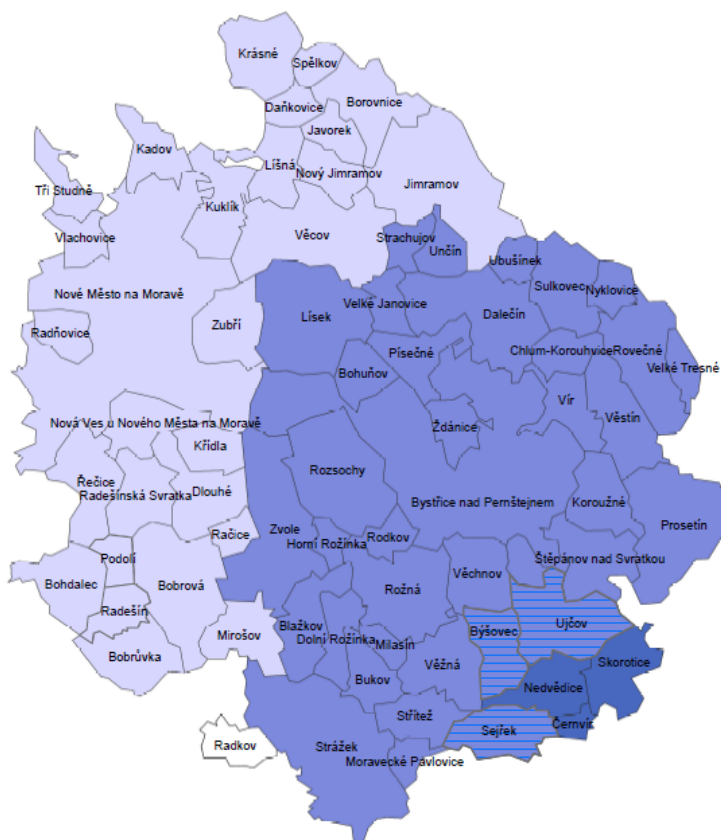 Krásné
Spělkov
Daňkovice
Borovnice
Javorek
Kadov
Líšná
Nový Jimramov
Jimramov
Tři Studně
Kuklík
Vlachovice
Věcov
Strachujov
Unčín
Ubušínek
Sulkovec
Nyklovice
Nové Město na Moravě
Lísek
Velké Janovice
Dalečín
Radňovice
Zubří
Písečné
Chlum-Korouhvice
Rovečné
Velké Tresné
Bohuňov
Vír
Věstín
Nová Ves u Nového Města na Moravě
Ždánice
Křídla
Řečice
Rozsochy
Radešínská Svratka
Dlouhé
Bystřice nad Pernštejnem
Koroužné
Prosetín
Zvole
Račice
Rodkov
Horní Rožínka
Podolí
Štěpánov nad Svratkou
Bohdalec
Bobrová
Rožná
Věchnov
Radešín
Blažkov
Ujčov
Mirošov
Dolní Rožínka
Býšovec
Milasín
Bobrůvka
Věžná
Skorotice
Bukov
Nedvědice
Střítež
Černvír
Sejřek
Radkov
Strážek
Moravecké Pavlovice